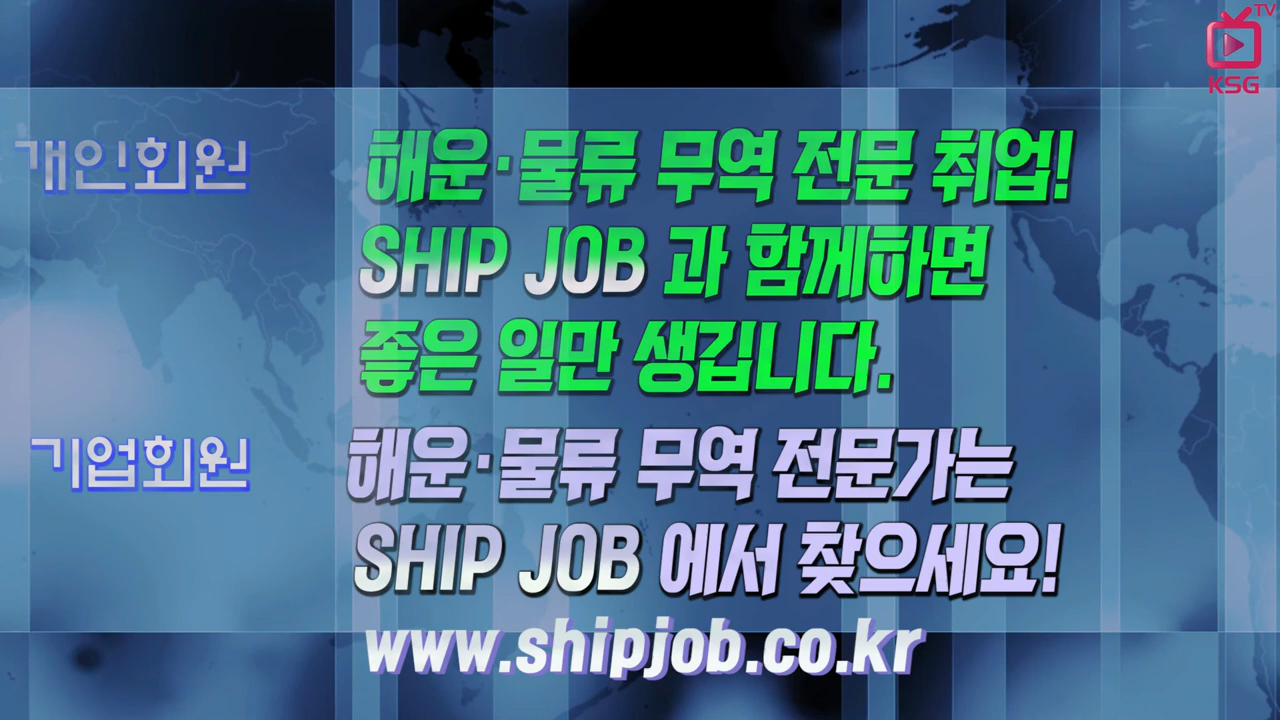 TV
KSG
개인회원
해운·물류 무역 전문 취업!
SHIP JOB 과 함께하면
좋은 일만 생깁니다.
기업회원
해운·물류 무역 전문가는
SHIP JOB 에서 찾으세요!
www.shipjob.co.kr